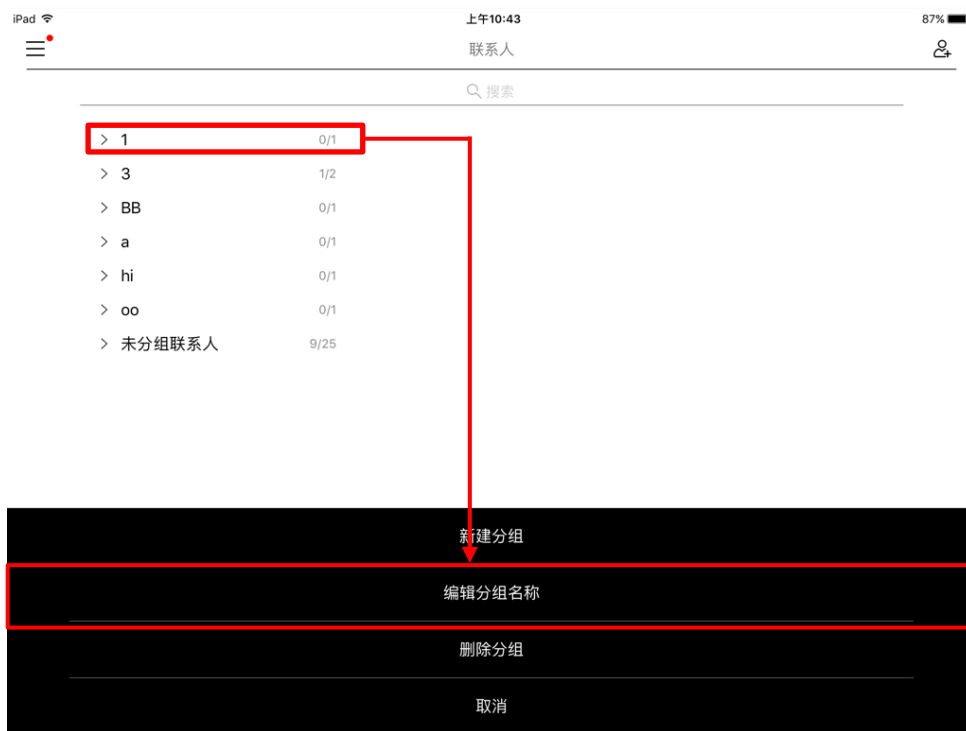 iPad 上午10:43 87%
联系人
搜索
1 0/1
3 1/2
BB 0/1
a 0/1
hi 0/1
oo 0/1
未分组联系人 9/25
新建分组
编辑分组名称
删除分组
取消